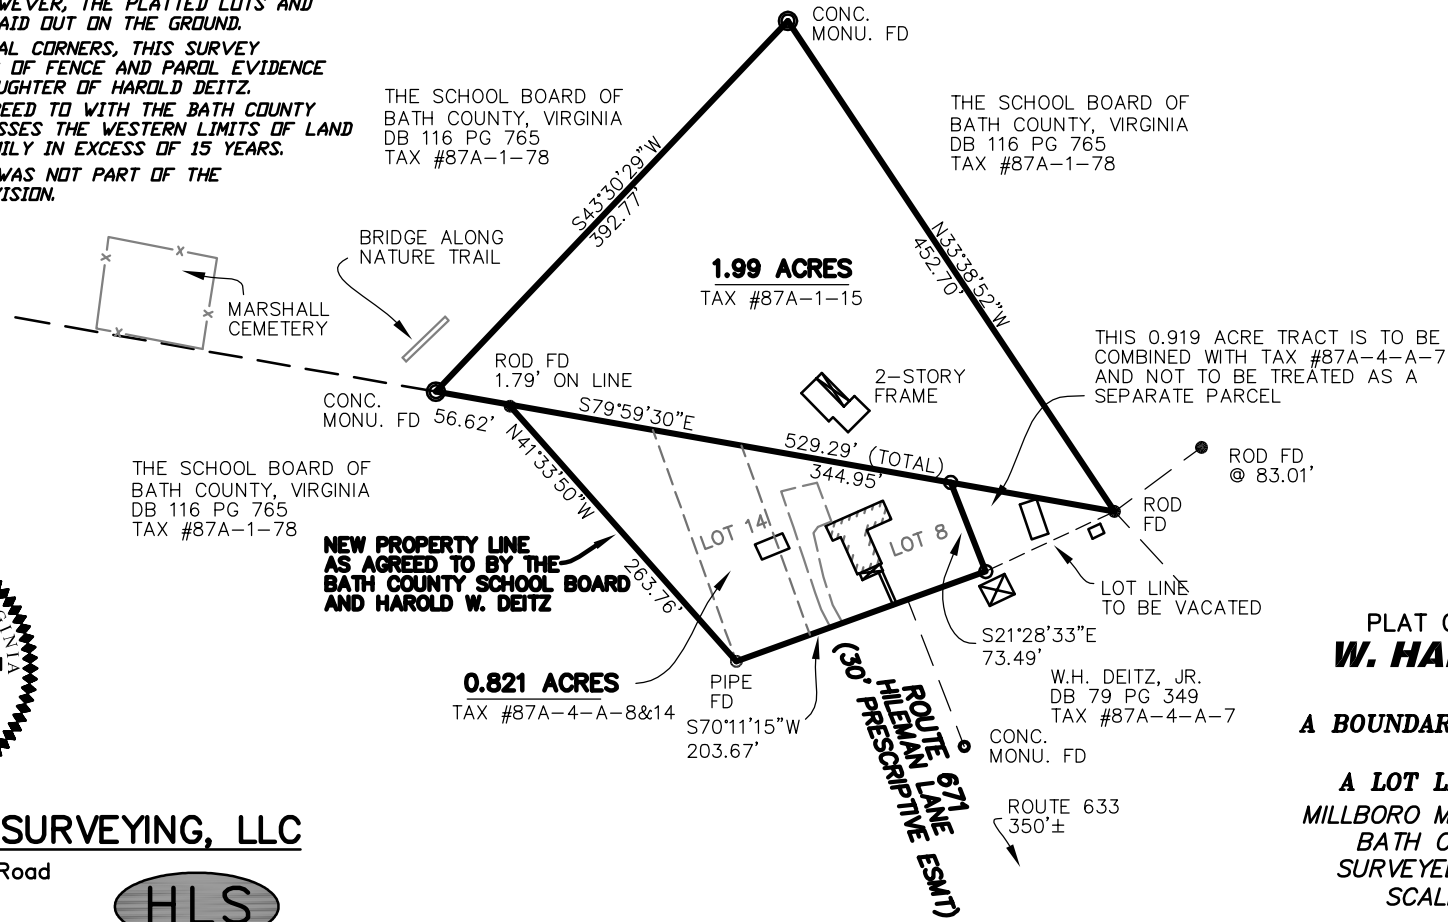 WEVER, THE PLATTED LOTS AND
AID OUT ON THE GROUND.
AL CORNERS, THIS SURVEY
OF FENCE AND PAROL EVIDENCE
UGHTER OF HAROLD DEITZ.
REED TO WITH THE BATH COUNTY
SSES THE WESTERN LIMITS OF LAND
MILY IN EXCESS OF 15 YEARS.
WAS NOT PART OF THE
VISION.
CONC.
MONU. FD
THE SCHOOL BOARD OF
BATH COUNTY, VIRGINIA
DB 116 PG 765
TAX #87A-1-78
THE SCHOOL BOARD OF
BATH COUNTY, VIRGINIA
DB 116 PG 765
TAX #87A-1-78
S43°30'29"W
392.77'
N33°38'52"W
452.70'
BRIDGE ALONG
NATURE TRAIL
1.99 ACRES
TAX #87A-1-15
MARSHALL
CEMETERY
ROD FD
1.79' ON LINE
2-STORY
FRAME
THIS 0.919 ACRE TRACT IS TO BE
COMBINED WITH TAX #87A-4-A-7
AND NOT TO BE TREATED AS A
SEPARATE PARCEL
CONC.
MONU. FD
56.62'
S79°59'30"E
529.29' (TOTAL)
344.95'
ROD FD
@ 83.01'
ROD
FD
THE SCHOOL BOARD OF
BATH COUNTY, VIRGINIA
DB 116 PG 765
TAX #87A-1-78
N41°33'50"W
263.76'
LOT 14
LOT 8
NEW PROPERTY LINE
AS AGREED TO BY THE
BATH COUNTY SCHOOL BOARD
AND HAROLD W. DEITZ
LOT LINE
TO BE VACATED
S21°28'33"E
73.49'
0.821 ACRES
TAX #87A-4-A-8&14
PIPE
FD
S70°11'15"W
203.67'
W.H. DEITZ, JR.
DB 79 PG 349
TAX #87A-4-A-7
ROUTE 671
HILEMAN LANE
(30' PRESCRIPTIVE ESMT)
CONC.
MONU. FD
ROUTE 633
350'±
GINIA
PLAT O
W. HA
A BOUNDAR
A LOT L
MILLBORO M
BATH C
SURVEYE
SCAL
SURVEYING, LLC
Road
HLS